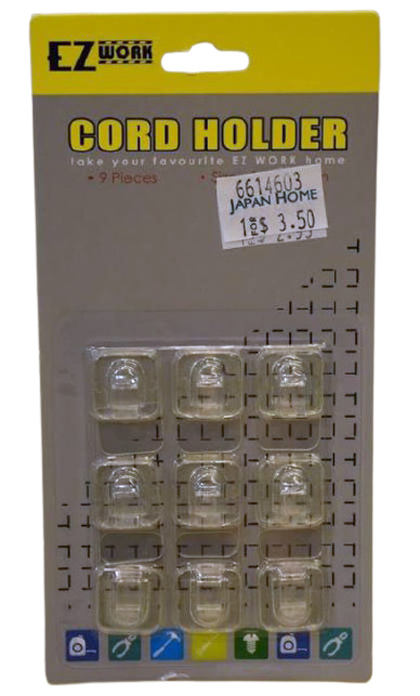 EZ WORK
CORD HOLDER
take your favourite EZ WORK home
• 9 Pieces •
6614603
JAPAN HOME
1 FOR $ 3.50